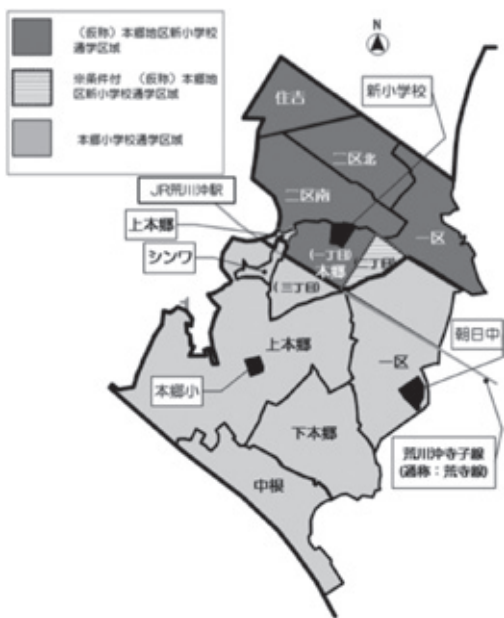 （仮称）本郷地区新小学校
通学区域
※条件付　（仮称）本郷地
区新小学校通学区域
本郷小学校通学区域
N
新小学校
住吉
二区北
二区南
JR荒川沖駅
上本郷
一区
(一丁目)
本郷
二丁目
シンワ
(三丁目)
上本郷
朝日中
一区
本郷小
下本郷
荒川沖寺子線
(通称：荒寺線)
中根